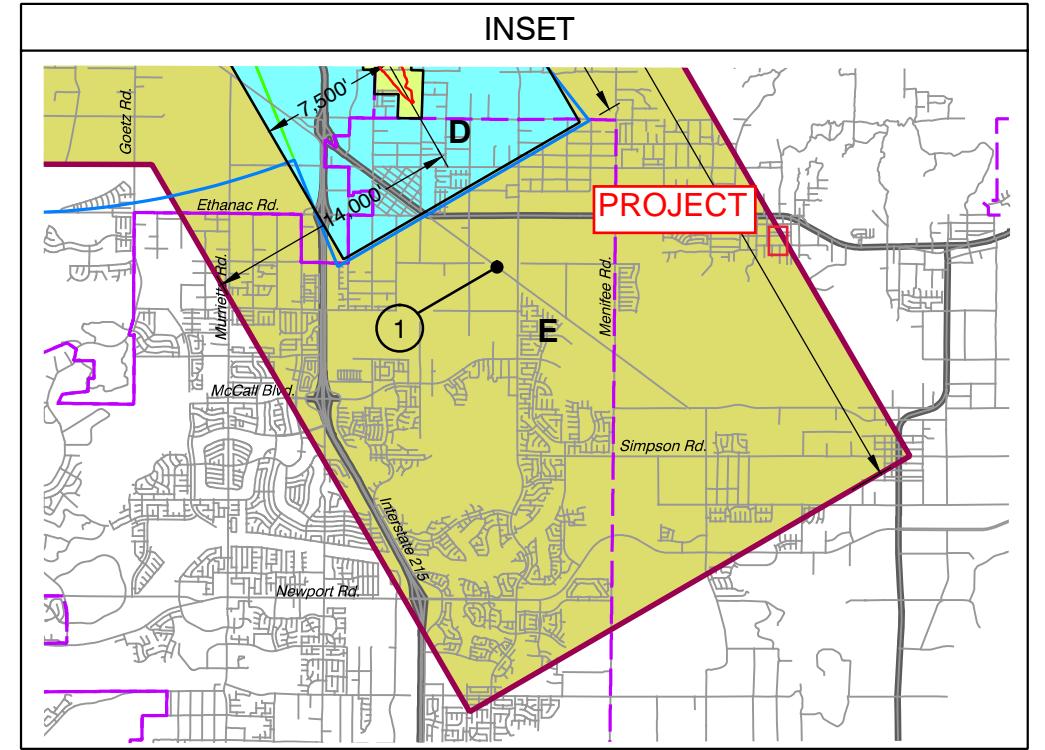 INSET
Goetz Rd.
7,500'
D
14,000'
Ethanac Rd.
PROJECT
Murrieta Rd.
Menifee Rd.
1
E
McCall Blvd.
Simpson Rd.
Interstate 215
Newport Rd.